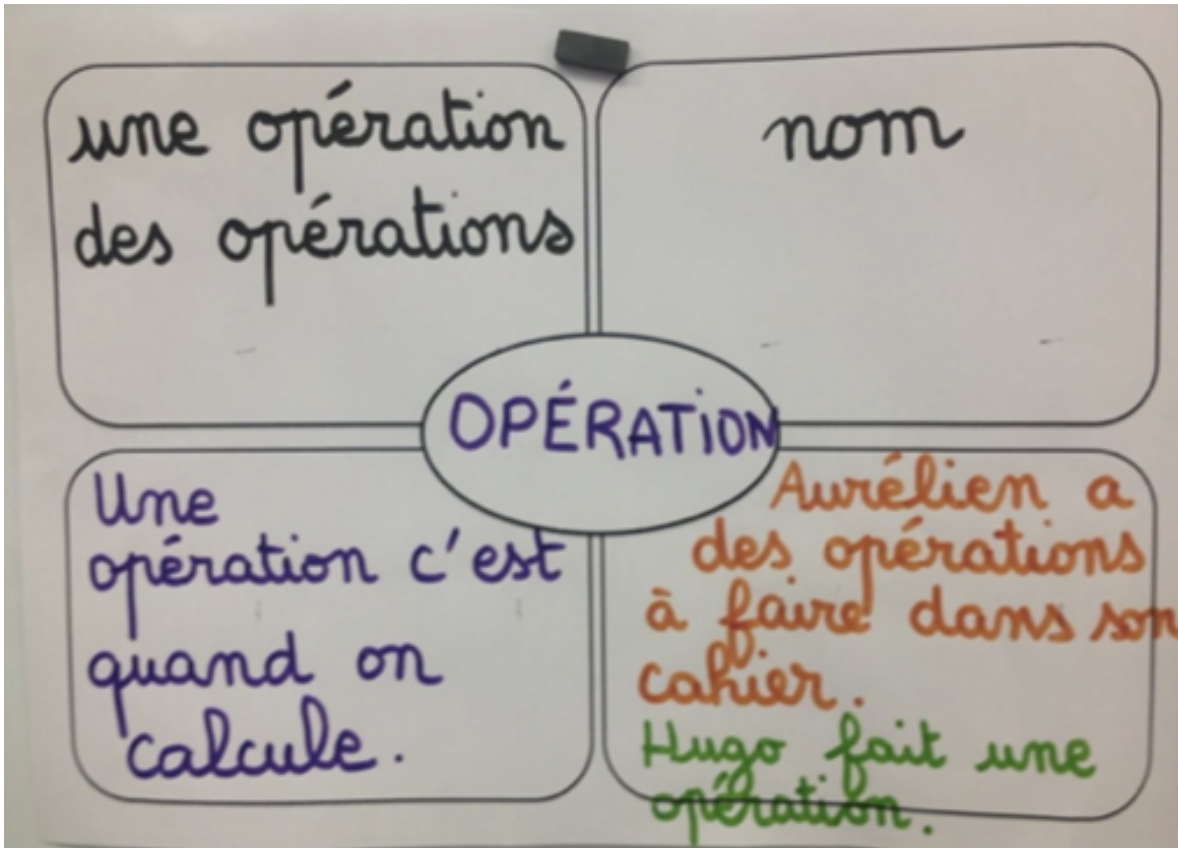 une opération
des opérations
nom
OPÉRATiON
Une
opération c'est
quand on
calcule.
Aurélien a
des opérations
à faire dans son
cahier.
Hugo fait une
opération.